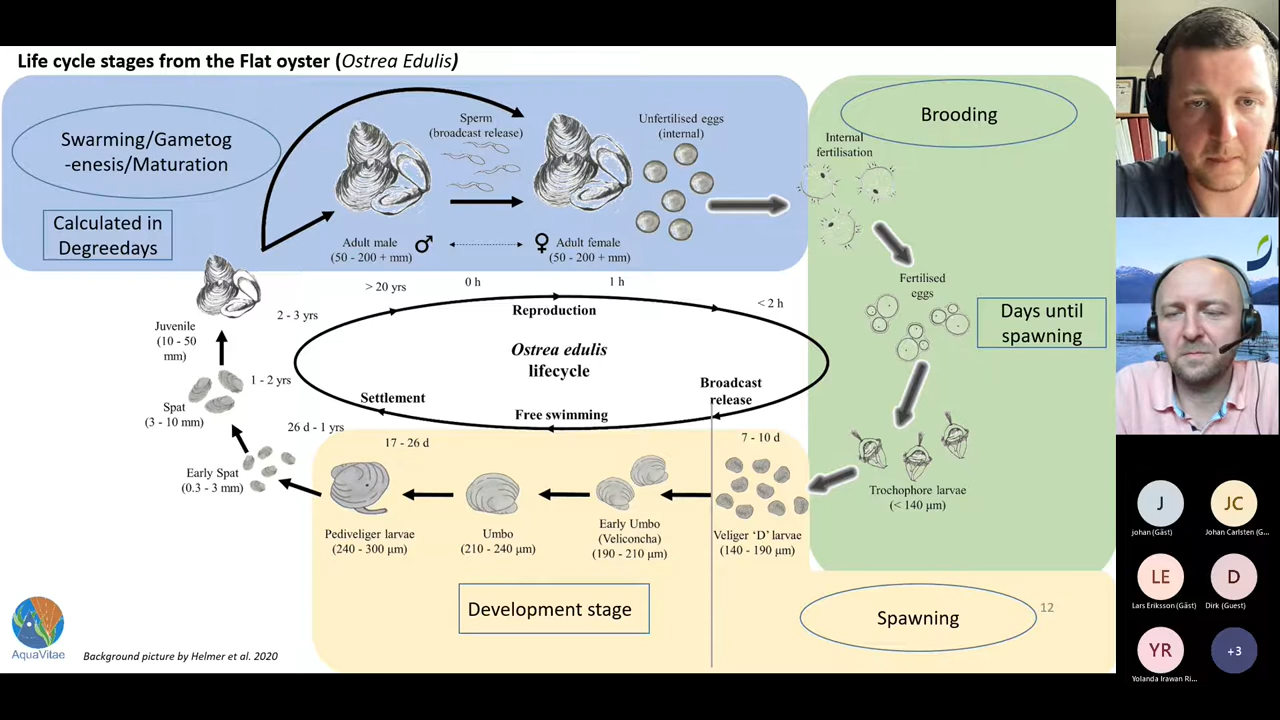 Life cycle stages from the Flat oyster (Ostrea Edulis)
Swarming/Gametog
-enesis/Maturation
Calculated in
Degreedays
Sperm
(broadcast release)
Unfertilised eggs
(internal)
Adult male ♂
(50 - 200 + mm)
♀ Adult female
(50 - 200 + mm)
Brooding
Internal
fertilisation
Fertilised
eggs
Days until
spawning
Trochophore larvae
(< 140 µm)
> 20 yrs
0 h
1 h
< 2 h
2 - 3 yrs
Reproduction
Ostrea edulis
lifecycle
Broadcast
release
Settlement
Free swimming
Juvenile
(10 - 50
mm)
1 - 2 yrs
Spat
(3 - 10 mm)
26 d - 1 yrs
17 - 26 d
7 - 10 d
Early Spat
(0.3 - 3 mm)
Pediveliger larvae
(240 - 300 µm)
Umbo
(210 - 240 µm)
Early Umbo
(Veliconcha)
(190 - 210 µm)
Veliger ‘D’ larvae
(140 - 190 µm)
Development stage
Spawning
12
AquaVitae
Background picture by Helmer et al. 2020
J
johan (Gäst)
JC
Johan Carlsten (G...
LE
Lars Eriksson (Gäst)
D
Dirk (Guest)
YR
Yolanda Irawan Ri...
+3